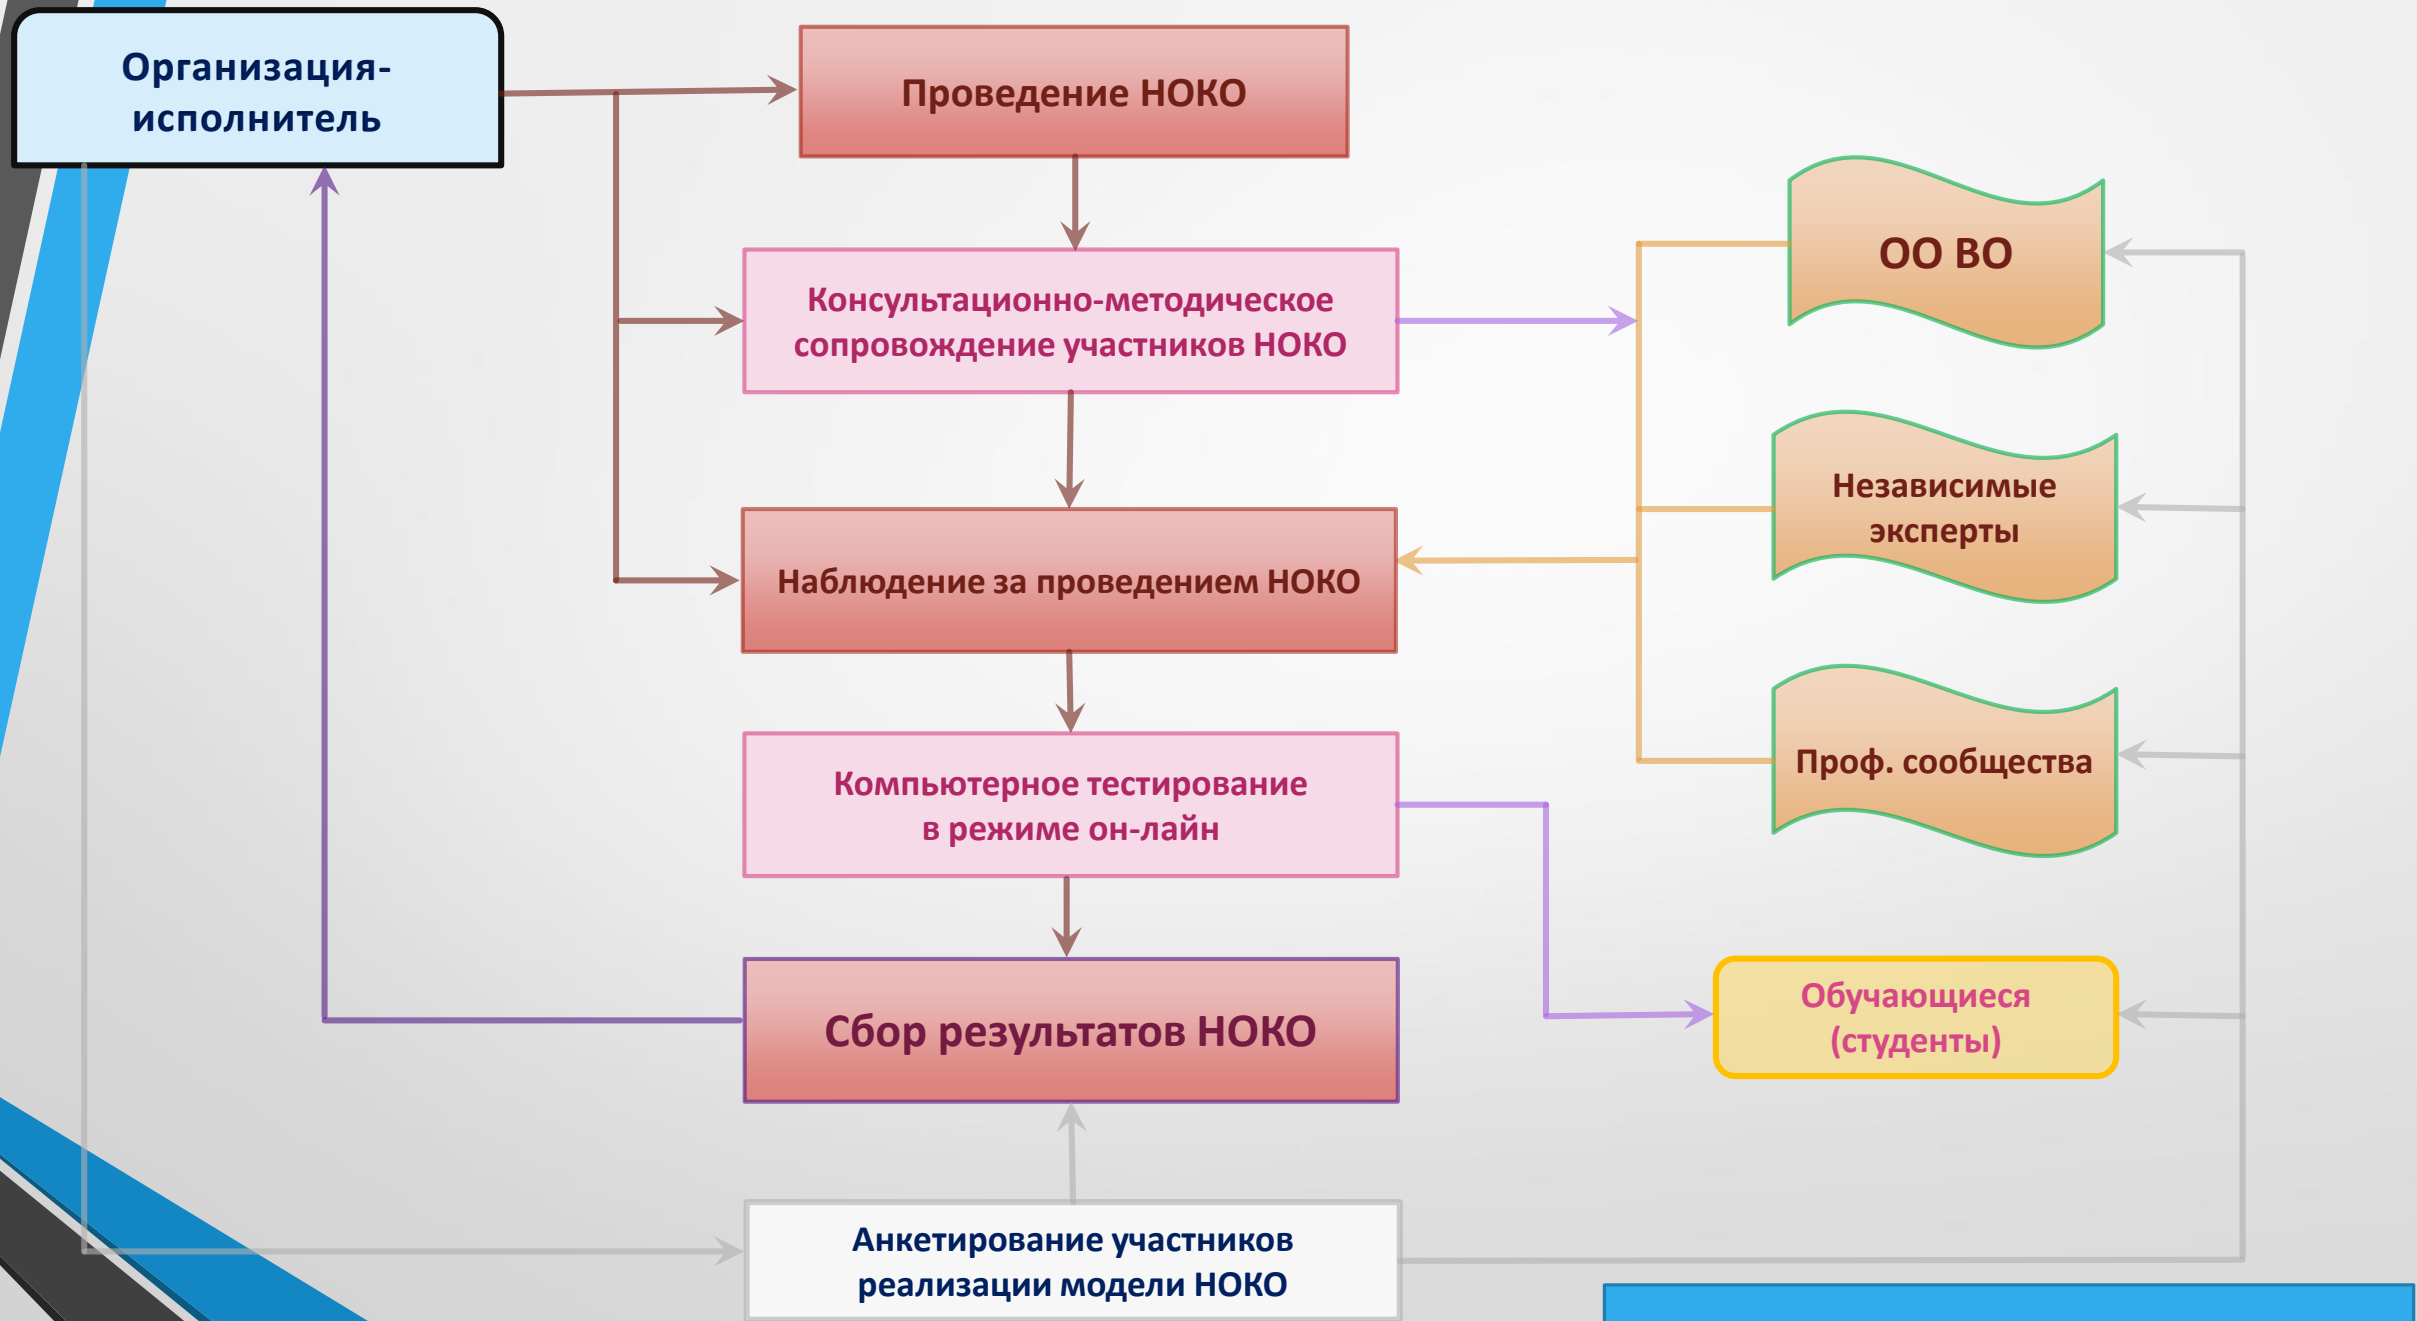 Организация-
исполнитель
Проведение НОКО
Консультационно-методическое
сопровождение участников НОКО
Наблюдение за проведением НОКО
Компьютерное тестирование
в режиме он-лайн
Сбор результатов НОКО
Анкетирование участников
реализации модели НОКО
ОО ВО
Независимые
эксперты
Проф. сообщества
Обучающиеся
(студенты)